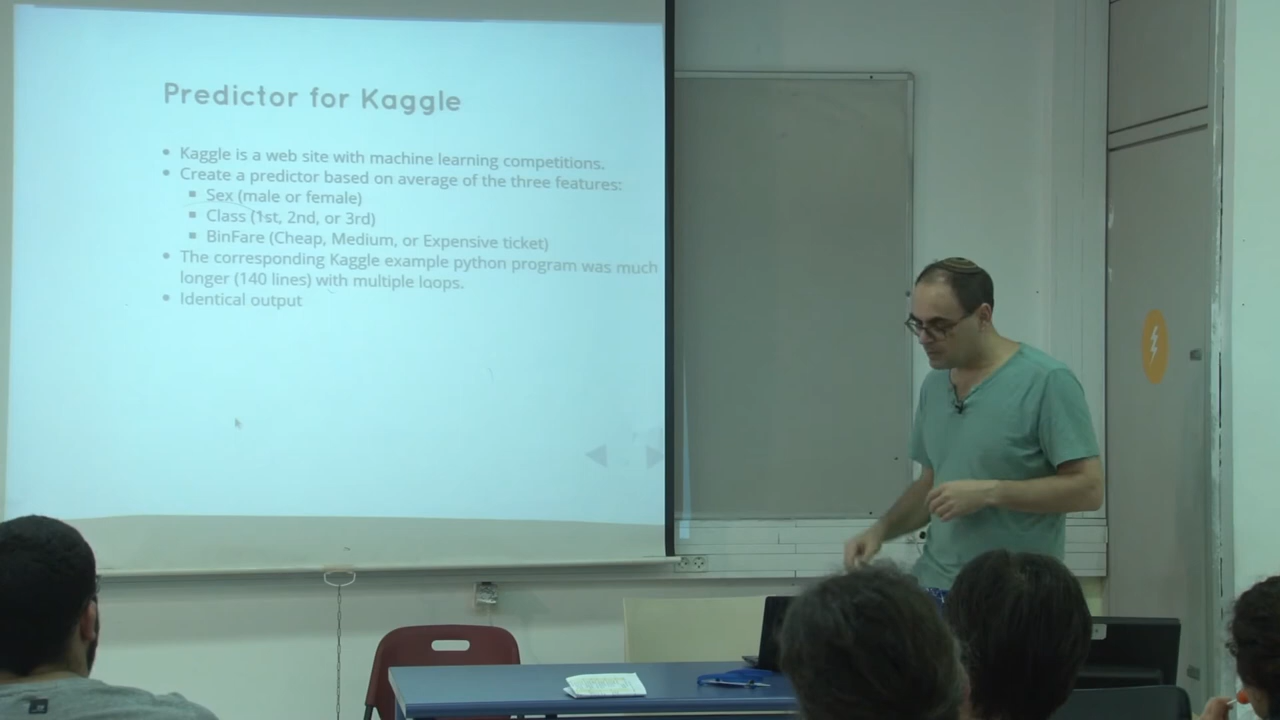 Predictor for Kaggle
Kaggle is a web site with machine learning competitions.
Create a predictor based on average of the three features:
Sex (male or female)
Class (1st, 2nd, or 3rd)
BinFare (Cheap, Medium, or Expensive ticket)
The corresponding Kaggle example python program was much
longer (140 lines) with multiple loops.
Identical output